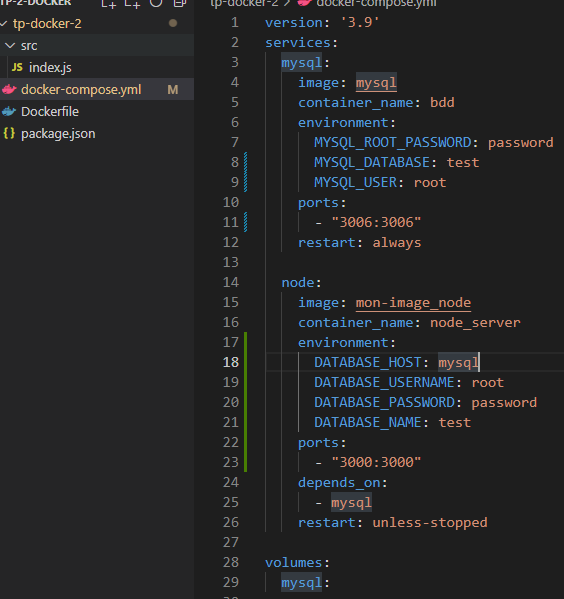 TP-2-DOCKER
tp-docker-2
src
JS index.js
docker-compose.yml M
Dockerfile
{} package.json
tp-docker-2 > docker-compose.yml
1 version: '3.9'
2 services:
3 mysql:
4 image: mysql
5 container_name: bdd
6 environment:
7 MYSQL_ROOT_PASSWORD: password
8 MYSQL_DATABASE: test
9 MYSQL_USER: root
10 ports:
11 - "3006:3006"
12 restart: always
13
14 node:
15 image: mon-image_node
16 container_name: node_server
17 environment:
18 DATABASE_HOST: mysql
19 DATABASE_USERNAME: root
20 DATABASE_PASSWORD: password
21 DATABASE_NAME: test
22 ports:
23 - "3000:3000"
24 depends_on:
25 - mysql
26 restart: unless-stopped
27
28 volumes:
29 mysql:
30